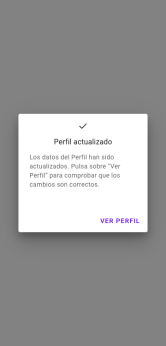 Perfil actualizado
Los datos del Perfil han sido
actualizados. Pulsa sobre "Ver
Perfil" para comprobar que los
cambios son correctos.
VER PERFIL